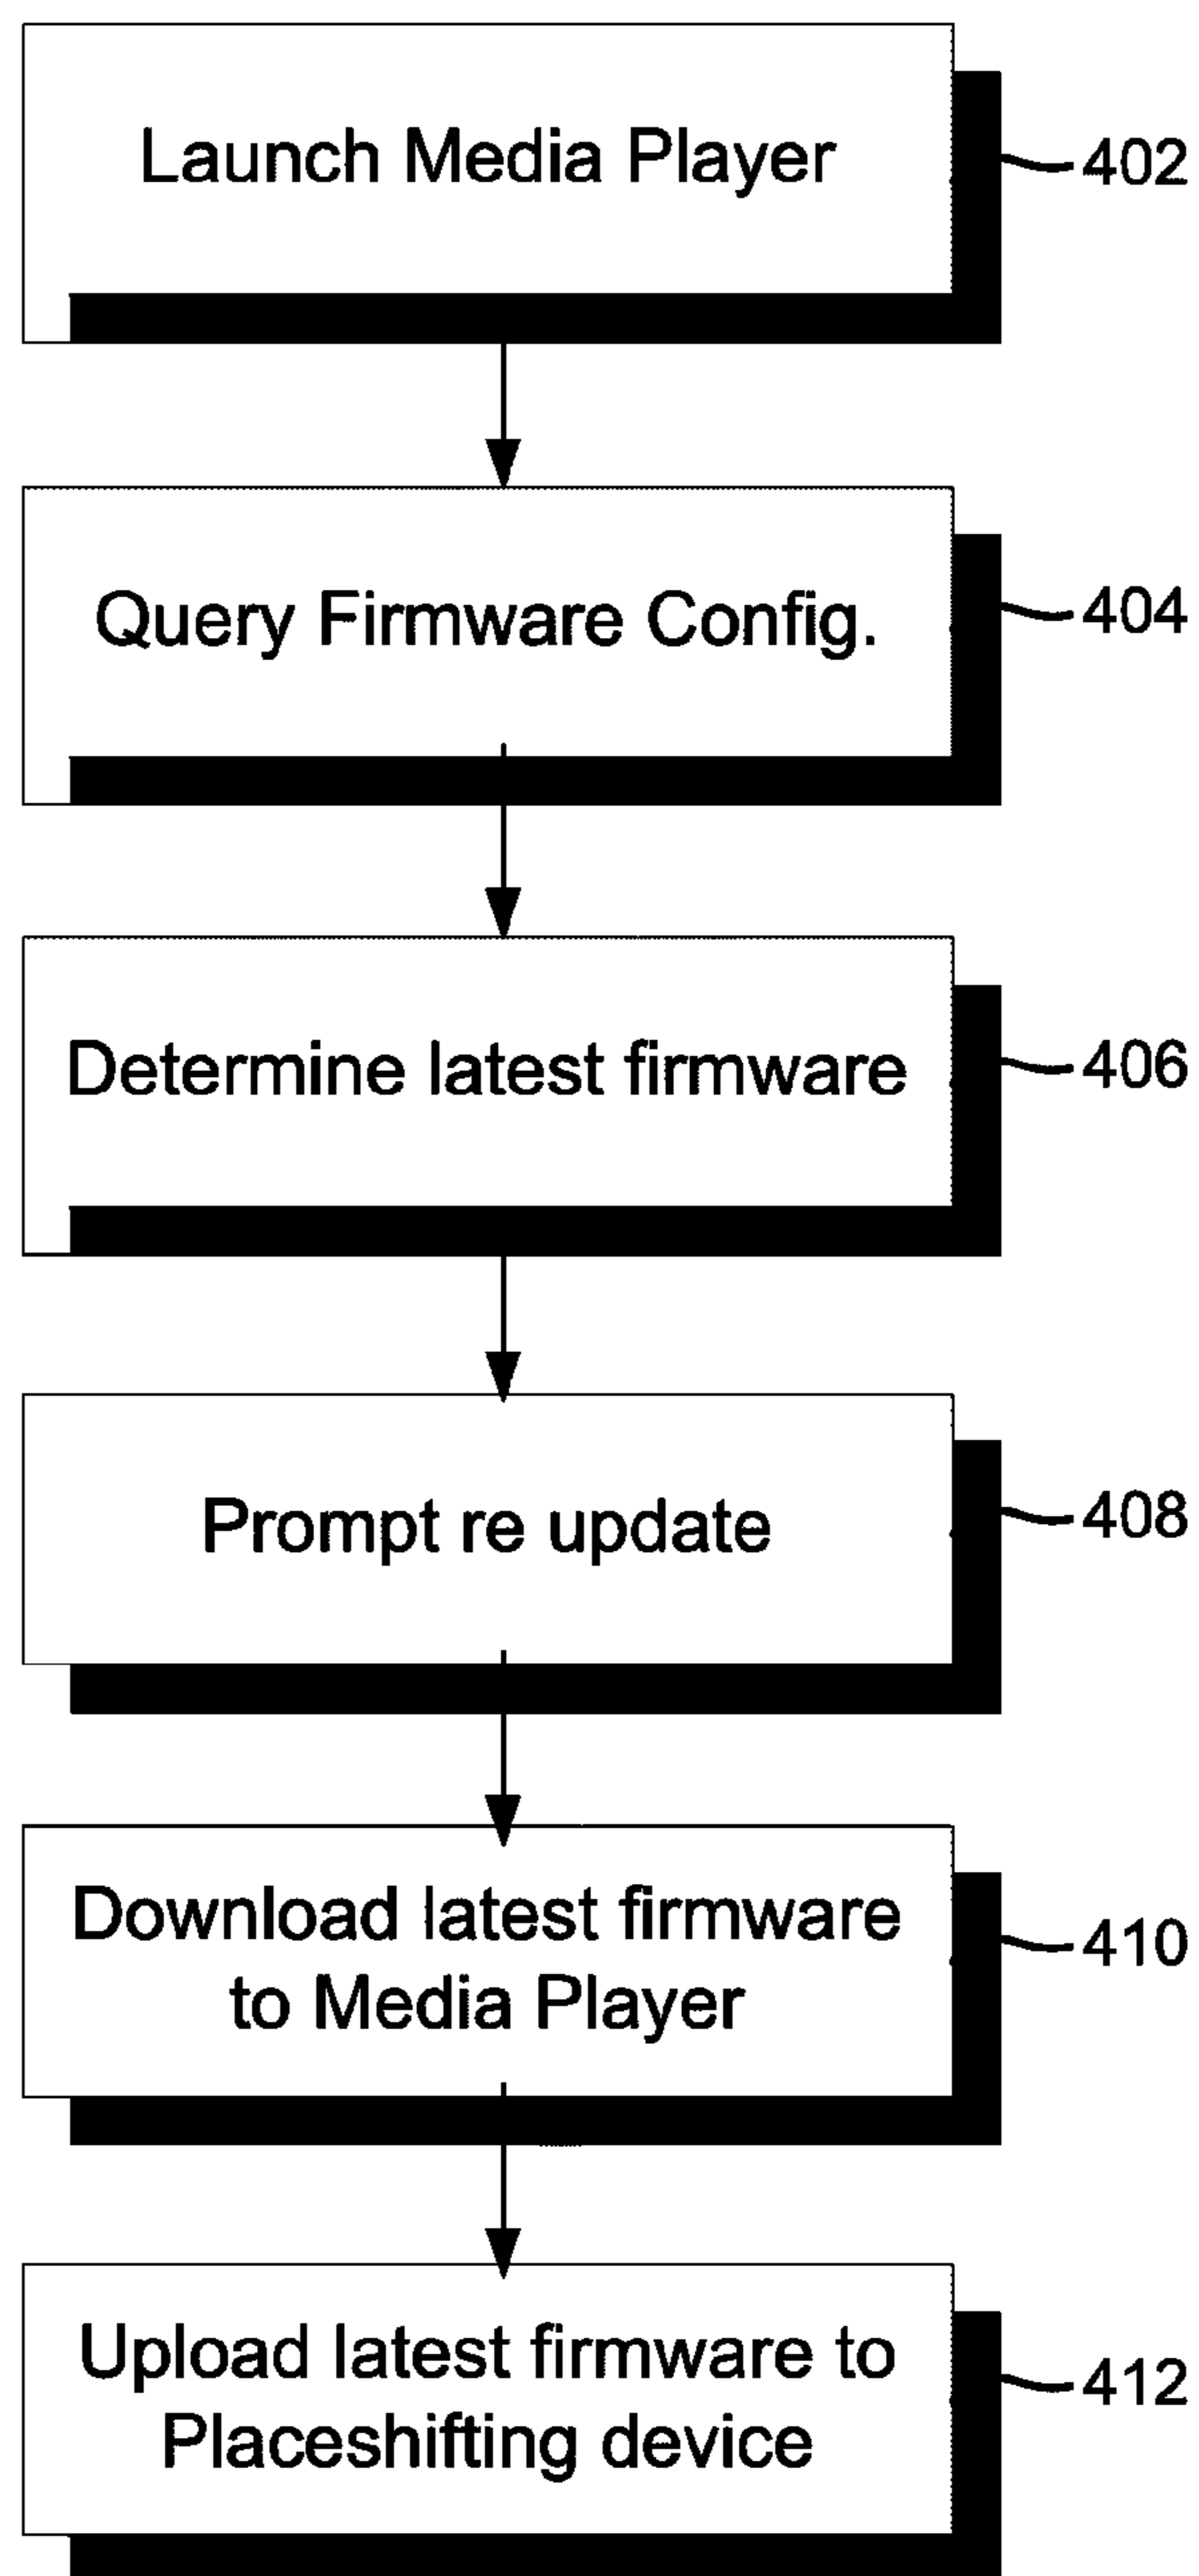 Launch Media Player
402
Query Firmware Config.
404
Determine latest firmware
406
Prompt re update
408
Download latest firmware
to Media Player
410
Upload latest firmware to
Placeshifting device
412